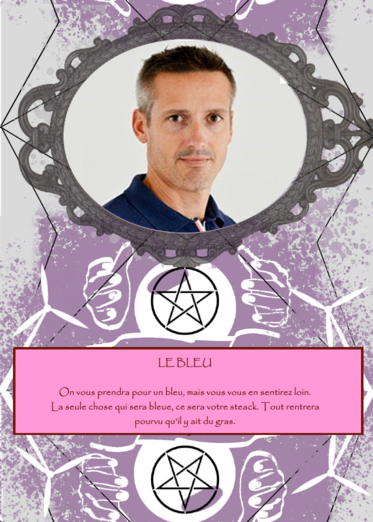 LE BLEU
On vous prendra pour un bleu, mais vous vous en sentirez loin.
La seule chose qui sera bleue, ce sera votre steack. Tout rentrera
pourvu qu'il y ait du gras.